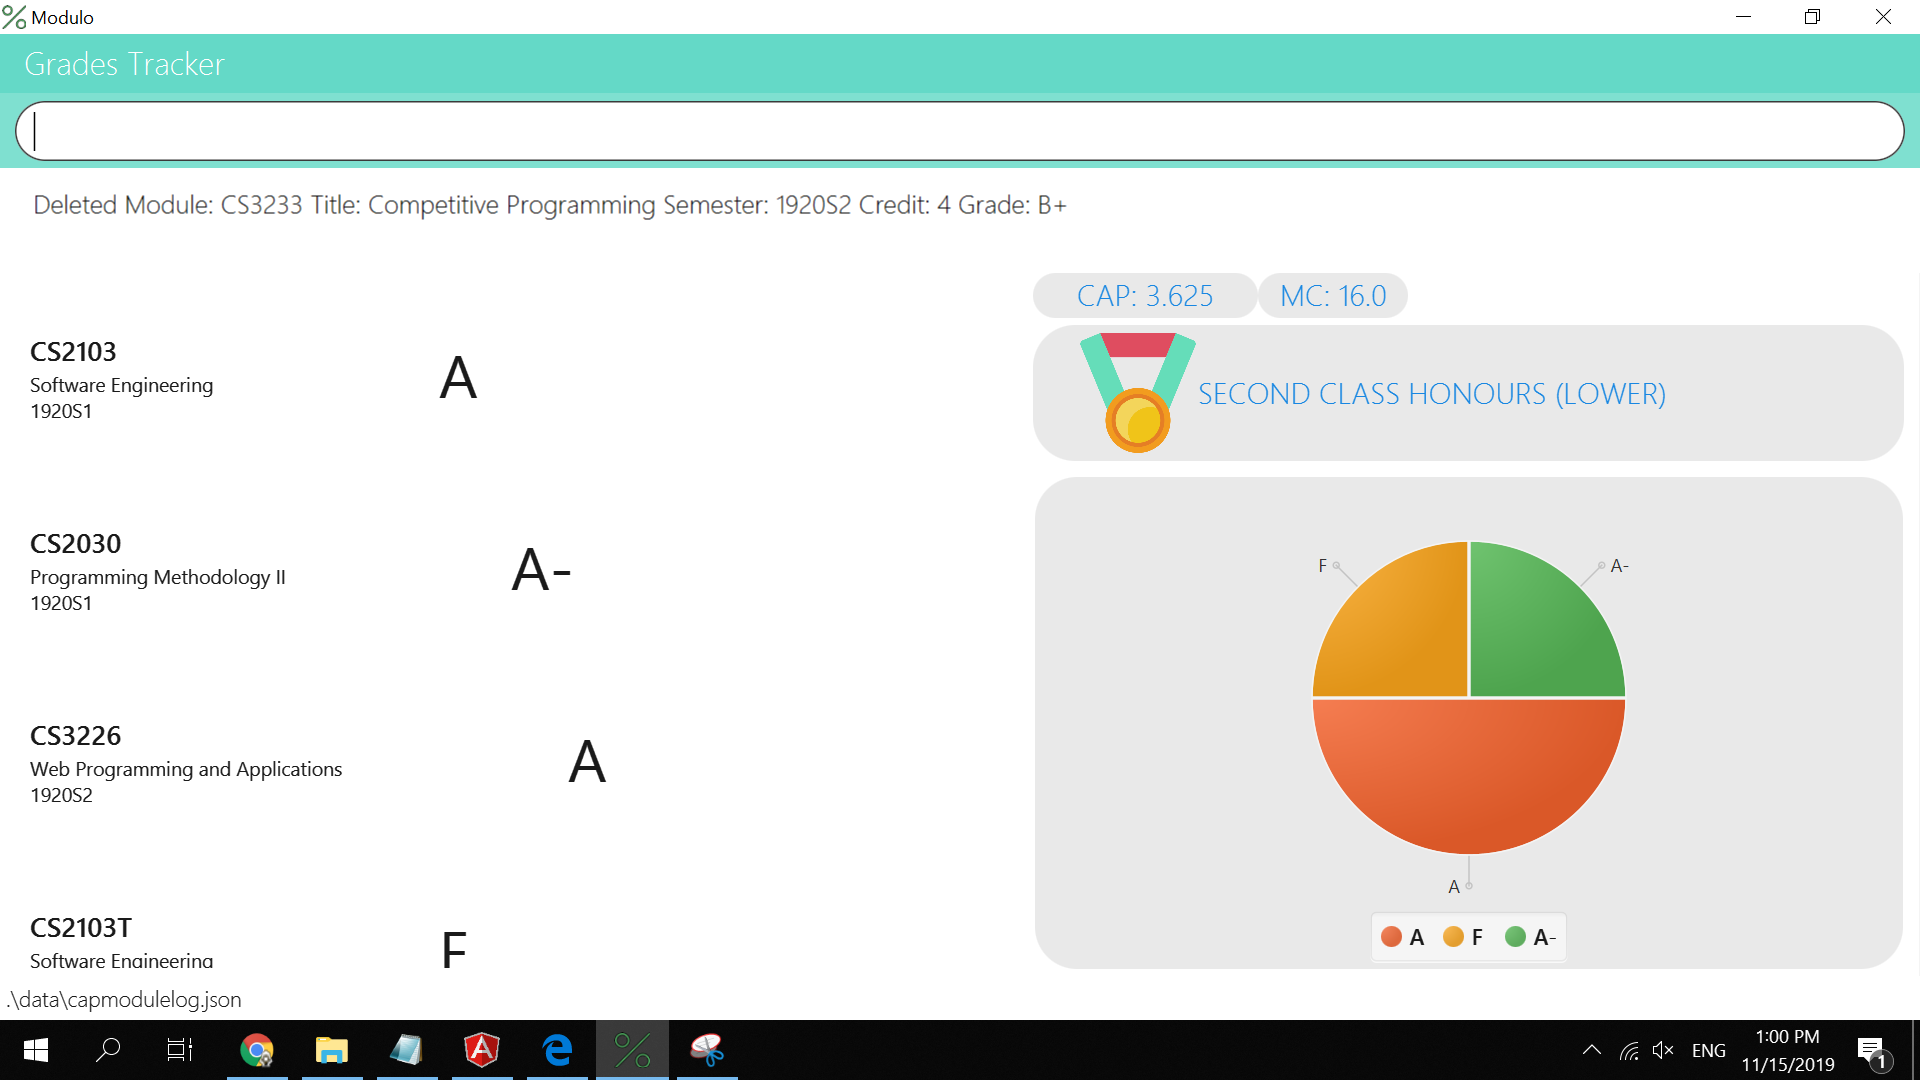 Modulo
Grades Tracker
Deleted Module: CS3233 Title: Competitive Programming Semester: 1920S2 Credit: 4 Grade: B+
CAP: 3.625
MC: 16.0
SECOND CLASS HONOURS (LOWER)
CS2103
Software Engineering
1920S1
A
CS2030
Programming Methodology II
1920S1
A-
CS3226
Web Programming and Applications
1920S2
A
CS2103T
Software Engineering
F
F
A-
A
A F A-
.\data\capmodulelog.json
ENG
1:00 PM
11/15/2019
1